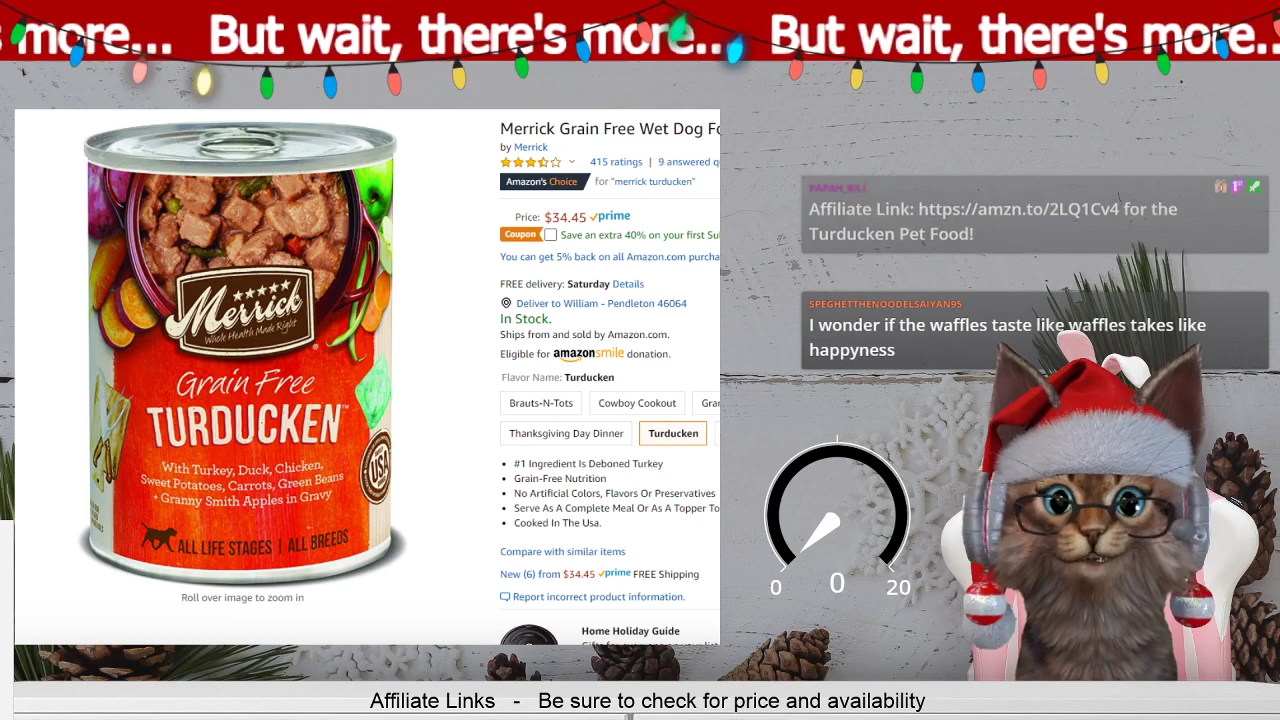 s more... But wait, there's more... But wait, there's more...
Merrick Grain Free Wet Dog Fo
by Merrick
415 ratings | 9 answered q
Amazon's Choice for "merrick turducken"
Price: $34.45 prime
Coupon Save an extra 40% on your first Su
You can get 5% back on all Amazon.com purcha
FREE delivery: Saturday Details
Deliver to William - Pendleton 46064
In Stock.
Ships from and sold by Amazon.com.
Eligible for amazonsmile donation.
Flavor Name: Turducken
Brauts-N-Tots Cowboy Cookout Gra
Thanksgiving Day Dinner Turducken
• #1 Ingredient Is Deboned Turkey
• Grain-Free Nutrition
• No Artificial Colors, Flavors Or Preservatives
• Serve As A Complete Meal Or As A Topper To
• Cooked In The Usa.
Compare with similar items
New (6) from $34.45 prime FREE Shipping
Report incorrect product information.
Home Holiday Guide
Merrick
Whole Health Made Right
Grain Free
TURDUCKEN™
With Turkey, Duck, Chicken,
Sweet Potatoes, Carrots, Green Beans
+ Granny Smith Apples in Gravy
USA
ALL LIFE STAGES | ALL BREEDS
Roll over image to zoom in
PAPAH_BILL
Affiliate Link: https://amzn.to/2LQ1Cv4 for the
Turducken Pet Food!
SPEGHETTHENOODELSAIYAN95
I wonder if the waffles taste like waffles takes like
happyness
0 0 20
Affiliate Links - Be sure to check for price and availability